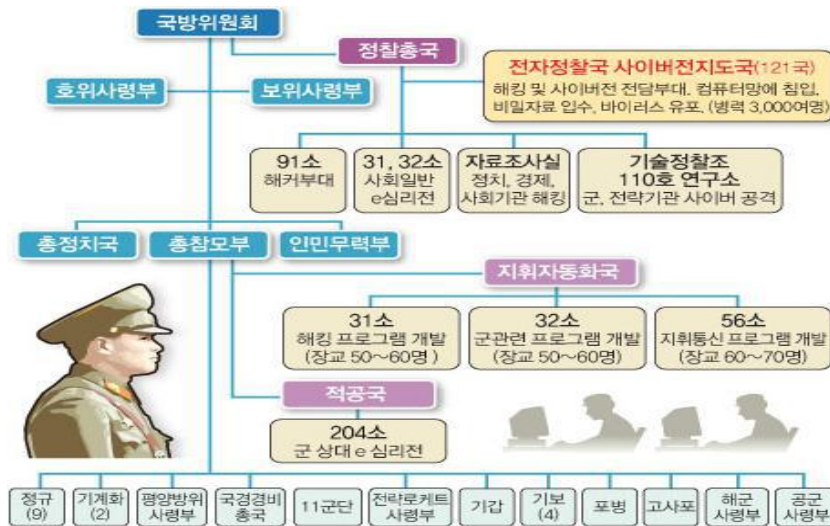 국방위원회
정찰총국
전자정찰국 사이버전지도국(121국)
해킹 및 사이버전 전담부대. 컴퓨터망에 침입.
비밀자료 입수, 바이러스 유포. (병력 3,000여명)
호위사령부
보위사령부
91소
해커부대
31, 32소
사회일반
e심리전
자료조사실
정치, 경제,
사회기관 해킹
기술정찰조
110호 연구소
군, 전략기관 사이버 공격
총정치국
총참모부
인민무력부
지휘자동화국
31소
해킹 프로그램 개발
(장교 50~60명 )
32소
군관련 프로그램 개발
(장교 50~60명)
56소
지휘통신 프로그램 개발
(장교 60~70명)
적공국
204소
군 상대 e 심리전
정규
(9)
기계화
(2)
평양방위
사령부
국경경비
총국
11군단
전략로케트
사령부
기갑
기보
(4)
포병
고사포
해군
사령부
공군
사령부